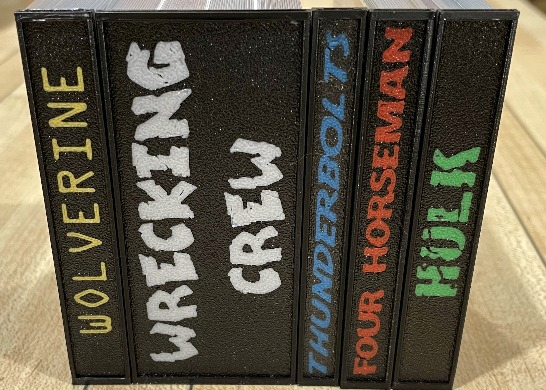 WOLVERINE
WRECKING
CREW
THUNDERBOLTS
FOUR HORSEMAN
HULK